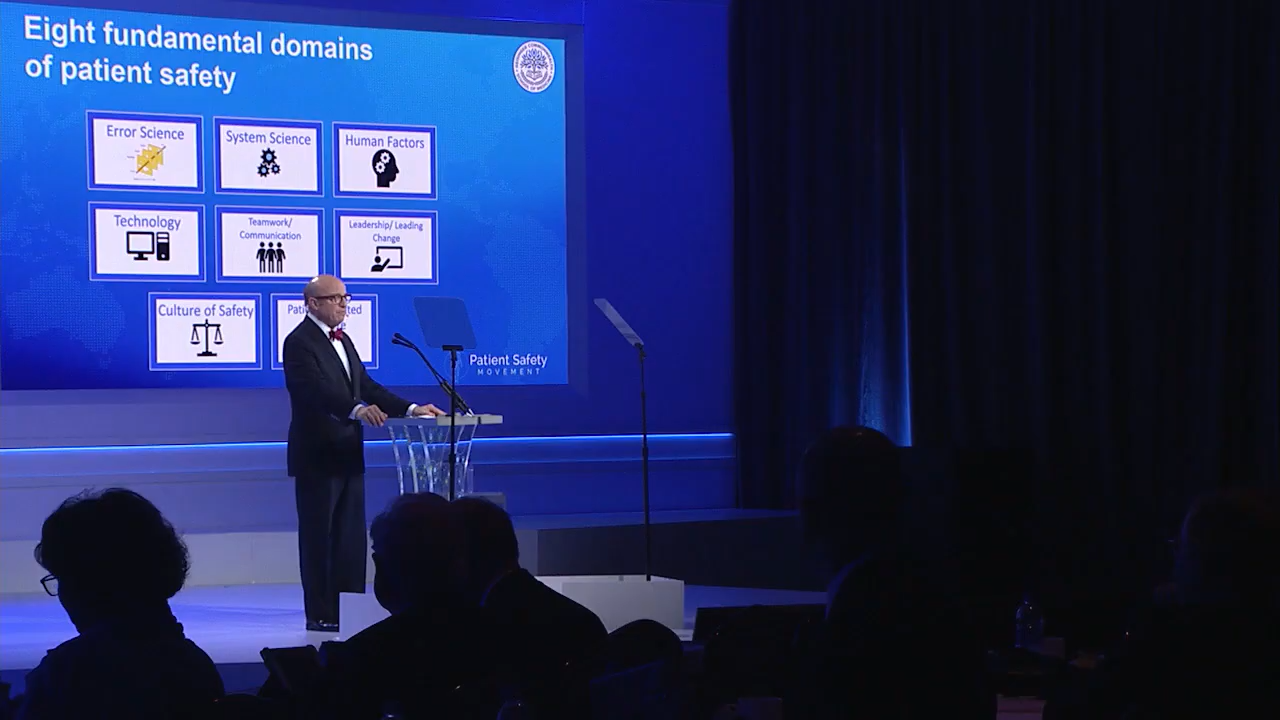 Eight fundamental domains
of patient safety
Error Science
System Science
Human Factors
Technology
Teamwork/
Communication
Leadership/ Leading
Change
Culture of Safety
Patient Safety
MOVEMENT